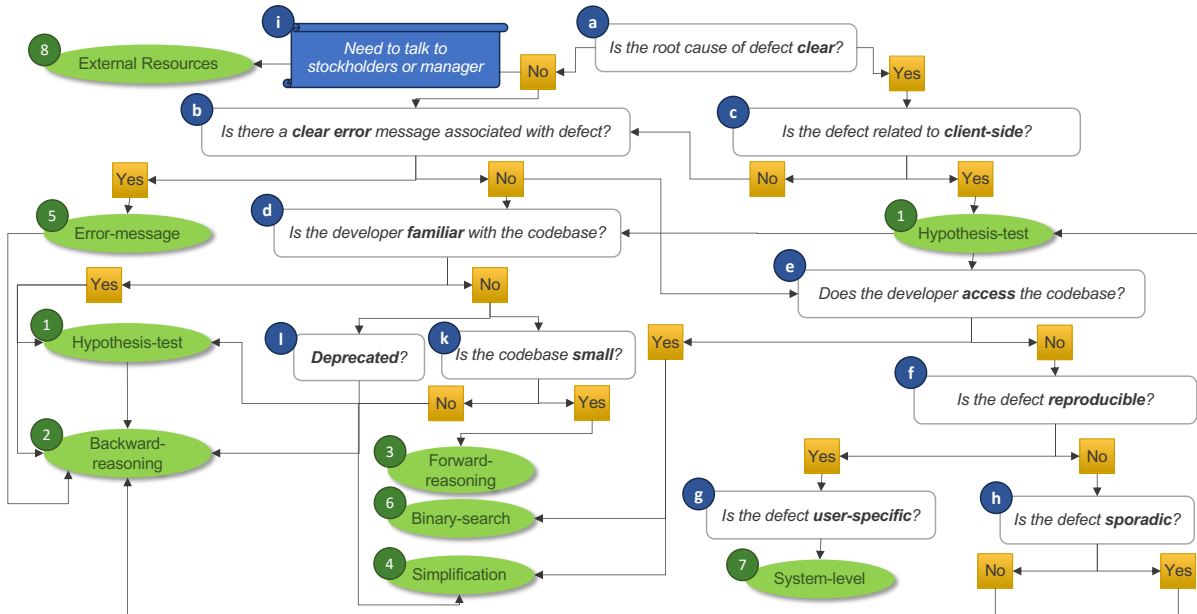 i
a
8
External Resources
Need to talk to
stockholders or manager
Is the root cause of defect clear?
No
Yes
b
c
Is there a clear error message associated with defect?
Is the defect related to client-side?
Yes
No
No
Yes
5
Error-message
d
Is the developer familiar with the codebase?
1
Hypothesis-test
e
Does the developer access the codebase?
Yes
No
1
Hypothesis-test
l
Deprecated?
k
Is the codebase small?
Yes
No
f
Is the defect reproducible?
No
Yes
2
Backward-
reasoning
3
Forward-
reasoning
Yes
No
6
Binary-search
g
Is the defect user-specific?
h
Is the defect sporadic?
4
Simplification
7
System-level
No
Yes